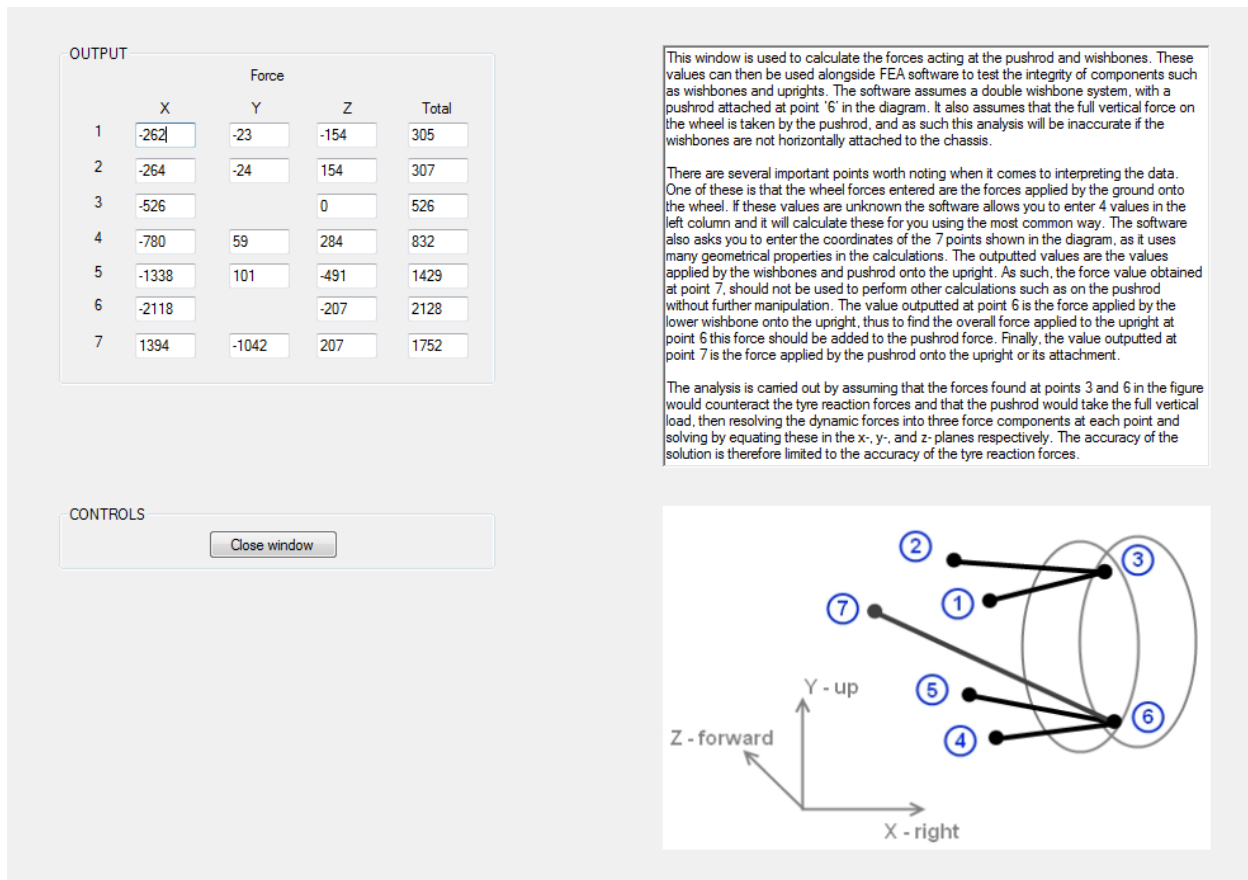 OUTPUT
Force
X Y Z Total
1 -262 -23 -154 305
2 -264 -24 154 307
3 -526 0 526
4 -780 59 284 832
5 -1338 101 -491 1429
6 -2118 -207 2128
7 1394 -1042 207 1752
CONTROLS
Close window
This window is used to calculate the forces acting at the pushrod and wishbones. These
values can then be used alongside FEA software to test the integrity of components such
as wishbones and uprights. The software assumes a double wishbone system, with a
pushrod attached at point '6' in the diagram. It also assumes that the full vertical force on
the wheel is taken by the pushrod, and as such this analysis will be inaccurate if the
wishbones are not horizontally attached to the chassis.
There are several important points worth noting when it comes to interpreting the data.
One of these is that the wheel forces entered are the forces applied by the ground onto
the wheel. If these values are unknown the software allows you to enter 4 values in the
left column and it will calculate these for you using the most common way. The software
also asks you to enter the coordinates of the 7 points shown in the diagram, as it uses
many geometrical properties in the calculations. The outputted values are the values
applied by the wishbones and pushrod onto the upright. As such, the force value obtained
at point 7, should not be used to perform other calculations such as on the pushrod
without further manipulation. The value outputted at point 6 is the force applied by the
lower wishbone onto the upright, thus to find the overall force applied to the upright at
point 6 this force should be added to the pushrod force. Finally, the value outputted at
point 7 is the force applied by the pushrod onto the upright or its attachment.
The analysis is carried out by assuming that the forces found at points 3 and 6 in the figure
would counteract the tyre reaction forces and that the pushrod would take the full vertical
load, then resolving the dynamic forces into three force components at each point and
solving by equating these in the x-, y-, and z- planes respectively. The accuracy of the
solution is therefore limited to the accuracy of the tyre reaction forces.
2
3
1
7
Y - up
5
6
Z - forward
4
X - right